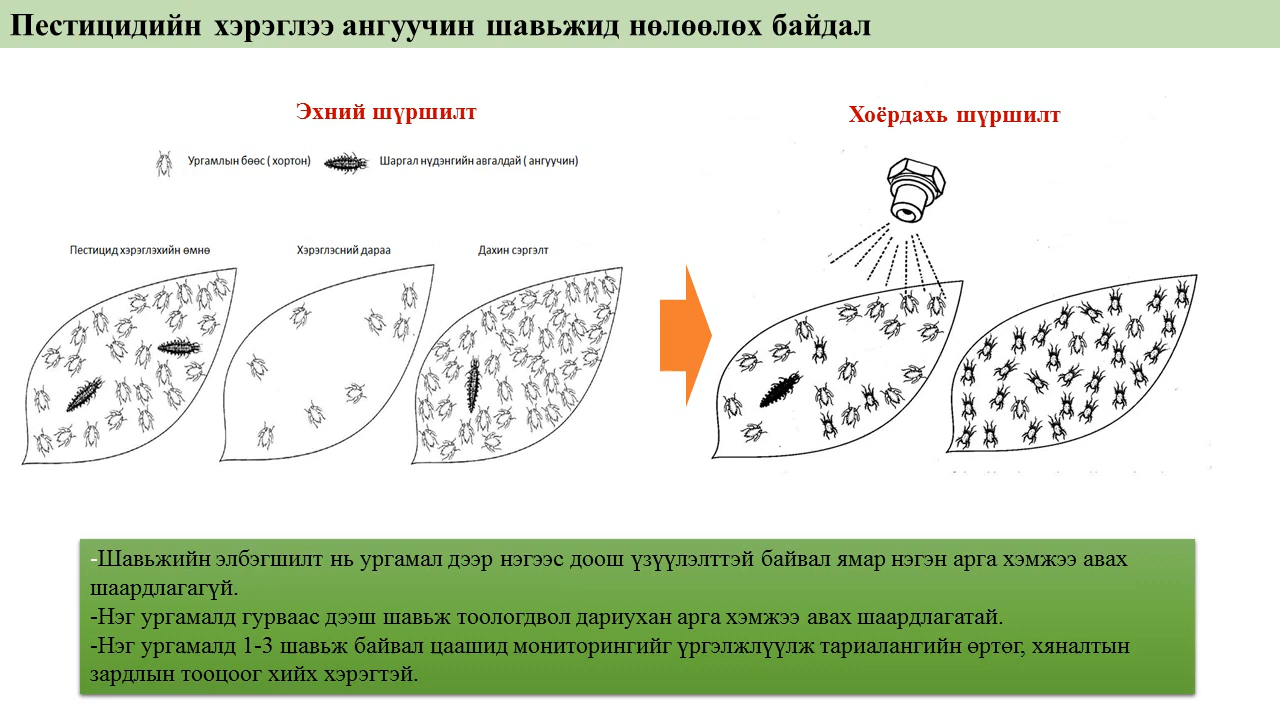 Пестицидийн хэрэглээ ангуучин шавьжид нөлөөлөх байдал
Эхний шүршилт
Хоёрдахь шүршилт
Ургамлын бөөс ( хортон)
Шаргал нүдэнгийн авгалдай ( ангуучин)
Пестицид хэрэглэхийн өмнө
Хэрэглэсний дараа
Дахин сэргэлт
-Шавьжийн элбэгшилт нь ургамал дээр нэгээс доош үзүүлэлттэй байвал ямар нэгэн арга хэмжээ авах
шаардлагагүй.
-Нэг ургамалд гурваас дээш шавьж тоологдвол дариухан арга хэмжээ авах шаардлагатай.
-Нэг ургамалд 1-3 шавьж байвал цаашид мониторингийг үргэлжлүүлж тариалангийн өртөг, хяналтын
зардлын тооцоог хийх хэрэгтэй.